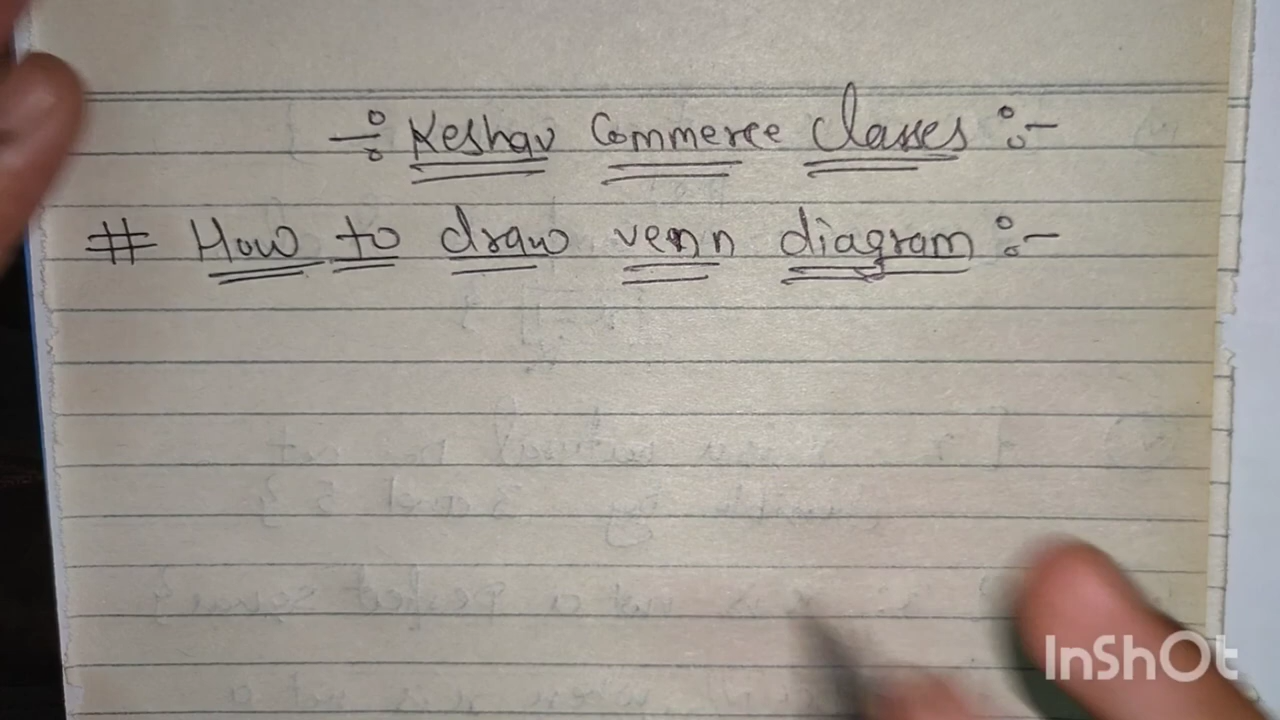 ÷ Keshav Commerce Classes :-
# How to draw venn diagram :-
InShOt